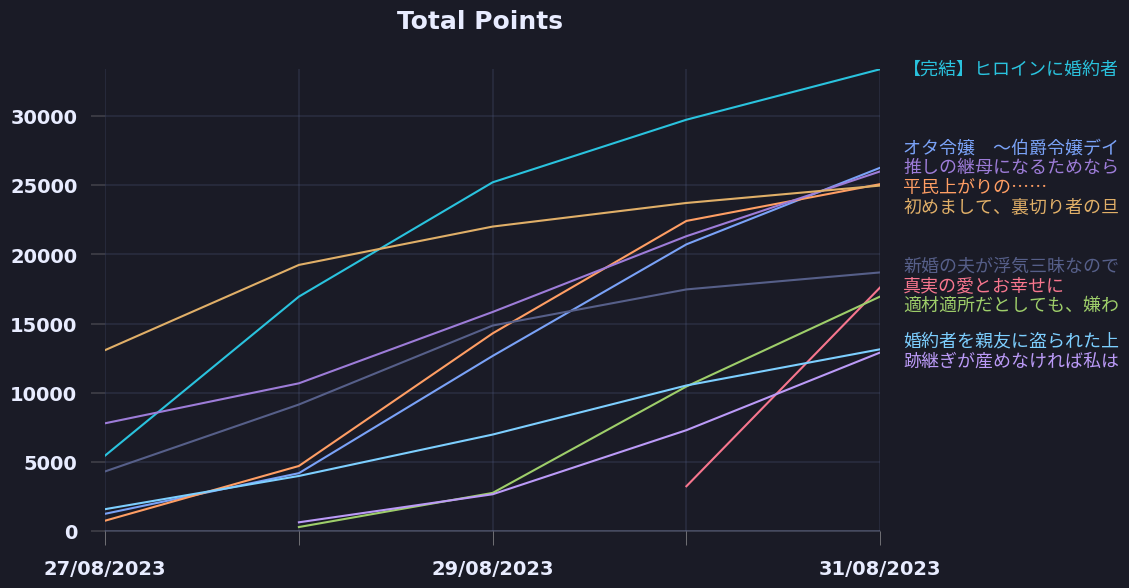 Total Points
30000
25000
20000
15000
10000
5000
0
27/08/2023
29/08/2023
31/08/2023
【完結】ヒロインに婚約者
オタ令嬢　～伯爵令嬢デイ
推しの継母になるためなら
平民上がりの……
初めまして、裏切り者の旦
新婚の夫が浮気三昧なので
真実の愛とお幸せに
適材適所だとしても、嫌わ
婚約者を親友に盗られた上
跡継ぎが産めなければ私は